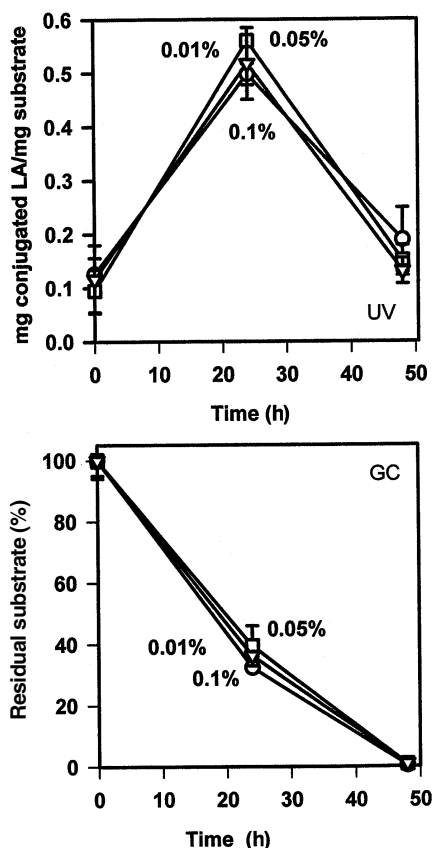 mg conjugated LA/mg substrate
0.6
0.5
0.4
0.3
0.2
0.1
0.0
0.01%
0.05%
0.1%
UV
0 10 20 30 40 50
Time (h)
Residual substrate (%)
100
80
60
40
20
0
GC
0.05%
0.01%
0.1%
0 10 20 30 40 50
Time (h)